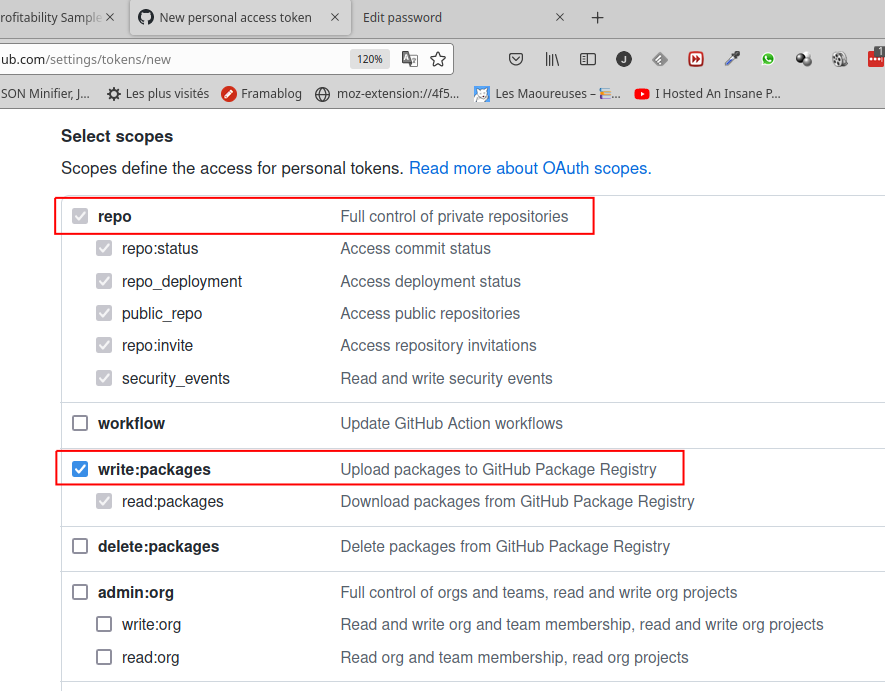 rofitability Sample
New personal access token
Edit password
ub.com/settings/tokens/new
120%
J
1
SON Minifier, J...
Les plus visités
Framablog
moz-extension://4f5...
Les Maoureuses –
...
I Hosted An Insane P...
Select scopes
Scopes define the access for personal tokens. Read more about OAuth scopes.
repo Full control of private repositories
repo:status Access commit status
repo_deployment Access deployment status
public_repo Access public repositories
repo:invite Access repository invitations
security_events Read and write security events
workflow Update GitHub Action workflows
write:packages Upload packages to GitHub Package Registry
read:packages Download packages from GitHub Package Registry
delete:packages Delete packages from GitHub Package Registry
admin:org Full control of orgs and teams, read and write org projects
write:org Read and write org and team membership, read and write org projects
read:org Read org and team membership, read org projects